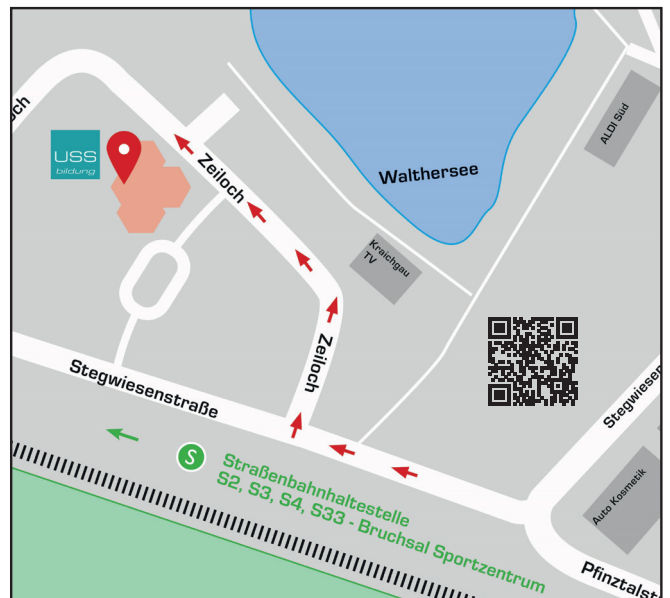 och
USS
bildung
Zeiloch
Walthersee
ALDI Süd
Kraichgau
TV
Zeiloch
Stegwiesenstraße
Stegwiesen
S
Straßenbahnhaltestelle
S2, S3, S4, S33 - Bruchsal Sportzentrum
Auto Kosmetik
Pfinztalst